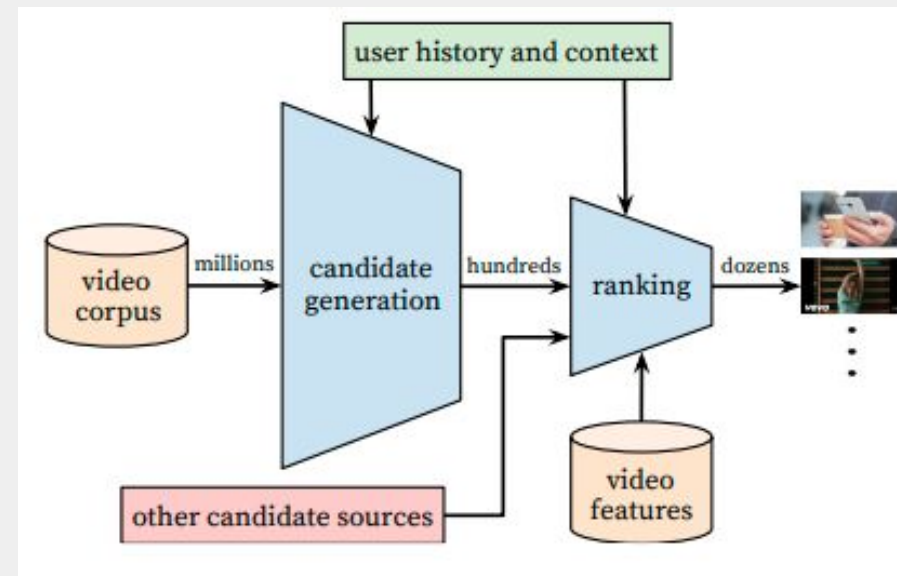 user history and context
video
corpus
millions
candidate
generation
hundreds
ranking
dozens
vevo
other candidate sources
video
features